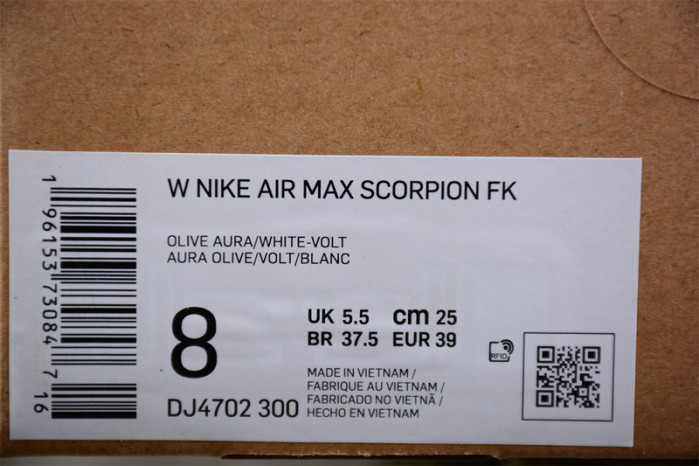 W NIKE AIR MAX SCORPION FK
OLIVE AURA/WHITE-VOLT
AURA OLIVE/VOLT/BLANC
8
UK 5.5 cm 25
BR 37.5 EUR 39
RFID
MADE IN VIETNAM /
FABRIQUE AU VIETNAM /
FABRICADO NO VIETNÃ /
HECHO EN VIETNAM
DJ4702 300
1 96153 73084 7 16